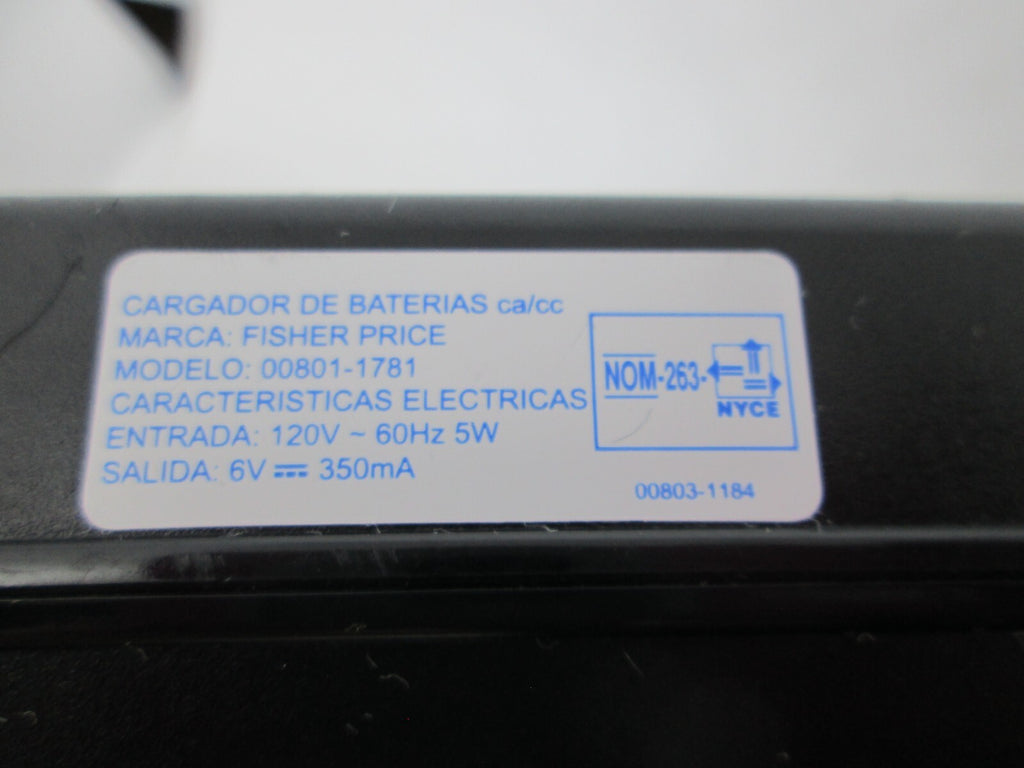 CARGADOR DE BATERIAS ca/cc
MARCA: FISHER PRICE
MODELO: 00801-1781
CARACTERISTICAS ELECTRICAS
ENTRADA: 120V ~ 60Hz 5W
SALIDA: 6V ⎓ 350mA
NOM-263-
NYCE
00803-1184